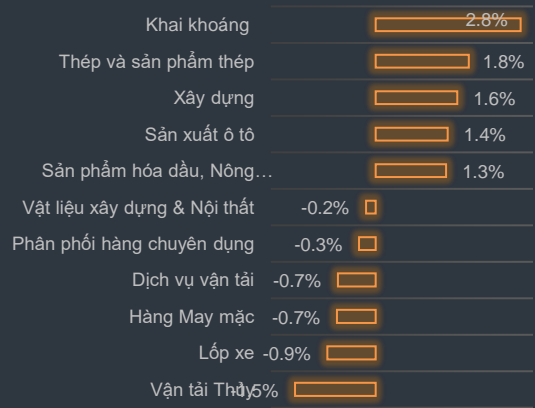 Khai khoáng 2.8%
Thép và sản phẩm thép 1.8%
Xây dựng 1.6%
Sản xuất ô tô 1.4%
Sản phẩm hóa dầu, Nông… 1.3%
Vật liệu xây dựng & Nội thất -0.2%
Phân phối hàng chuyên dụng -0.3%
Dịch vụ vận tải -0.7%
Hàng May mặc -0.7%
Lốp xe -0.9%
Vận tải Thủy -1.5%